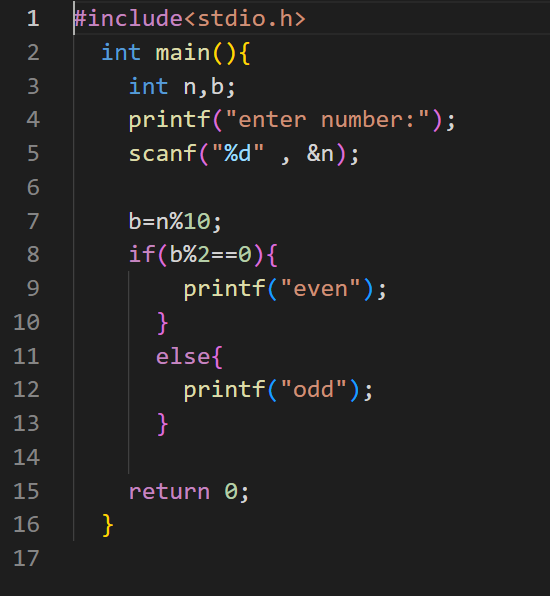 1 #include<stdio.h>
2 int main(){
3 int n,b;
4 printf("enter number:");
5 scanf("%d" , &n);
6
7 b=n%10;
8 if(b%2==0){
9 printf("even");
10 }
11 else{
12 printf("odd");
13 }
14
15 return 0;
16 }
17